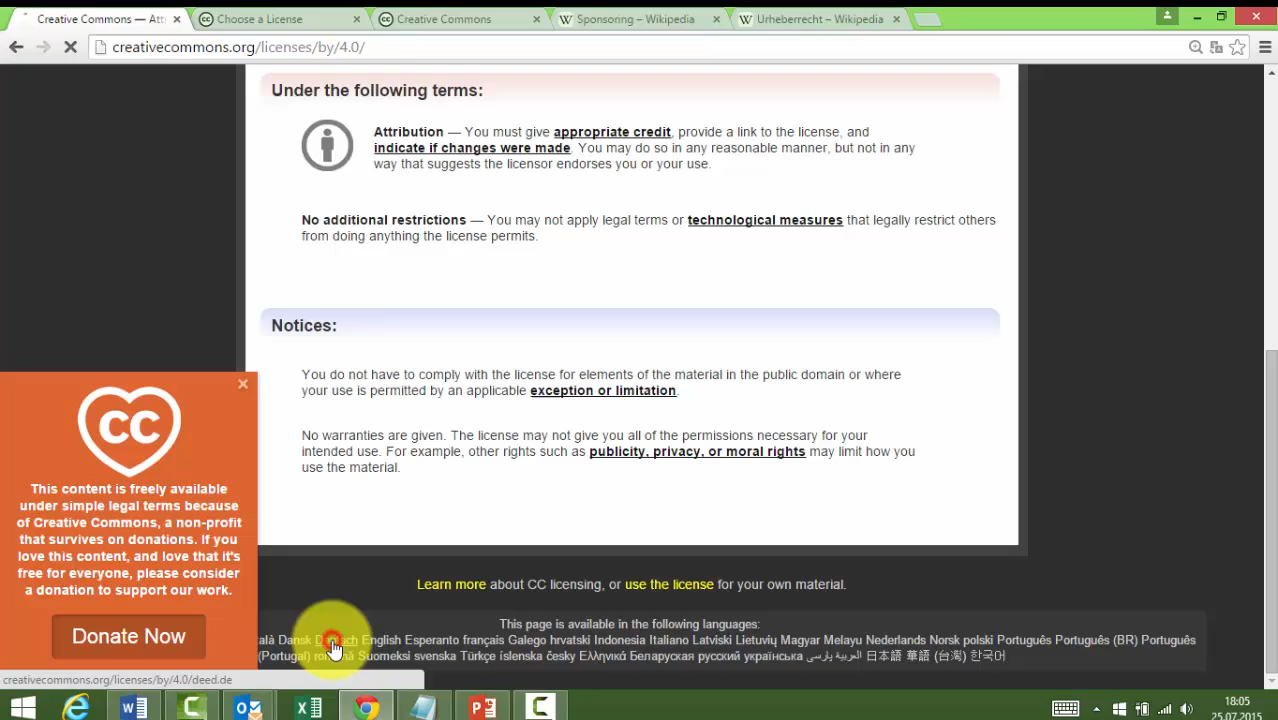 Creative Commons — Att
Choose a License
Creative Commons
Sponsoring – Wikipedia
Urheberrecht – Wikipedia
creativecommons.org/licenses/by/4.0/
Under the following terms:
Attribution — You must give appropriate credit, provide a link to the license, and
indicate if changes were made. You may do so in any reasonable manner, but not in any
way that suggests the licensor endorses you or your use.
No additional restrictions — You may not apply legal terms or technological measures that legally restrict others
from doing anything the license permits.
Notices:
You do not have to comply with the license for elements of the material in the public domain or where
your use is permitted by an applicable exception or limitation.
No warranties are given. The license may not give you all of the permissions necessary for your
intended use. For example, other rights such as publicity, privacy, or moral rights may limit how you
use the material.
CC
This content is freely available
under simple legal terms because
of Creative Commons, a non-profit
that survives on donations. If you
love this content, and love that it's
free for everyone, please consider
a donation to support our work.
Donate Now
Learn more about CC licensing, or use the license for your own material.
This page is available in the following languages:
talà Dansk English Esperanto français Galego hrvatski Indonesia Italiano Latviski Lietuvių Magyar Melayu Nederlands Norsk polski Português Português (BR) Português
(Portugal) Suomeksi svenska Türkçe íslenska česky Ελληνικά Беларуская русский українська العربية پارسی 日本語 華語 (台灣) 한국어
creativecommons.org/licenses/by/4.0/deed.de
18:05
25.07.2015